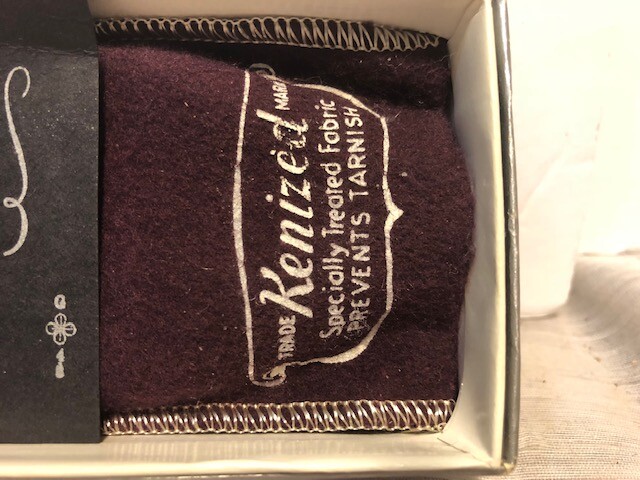 TRADE Kenized MARK
Specially Treated Fabric
PREVENTS TARNISH